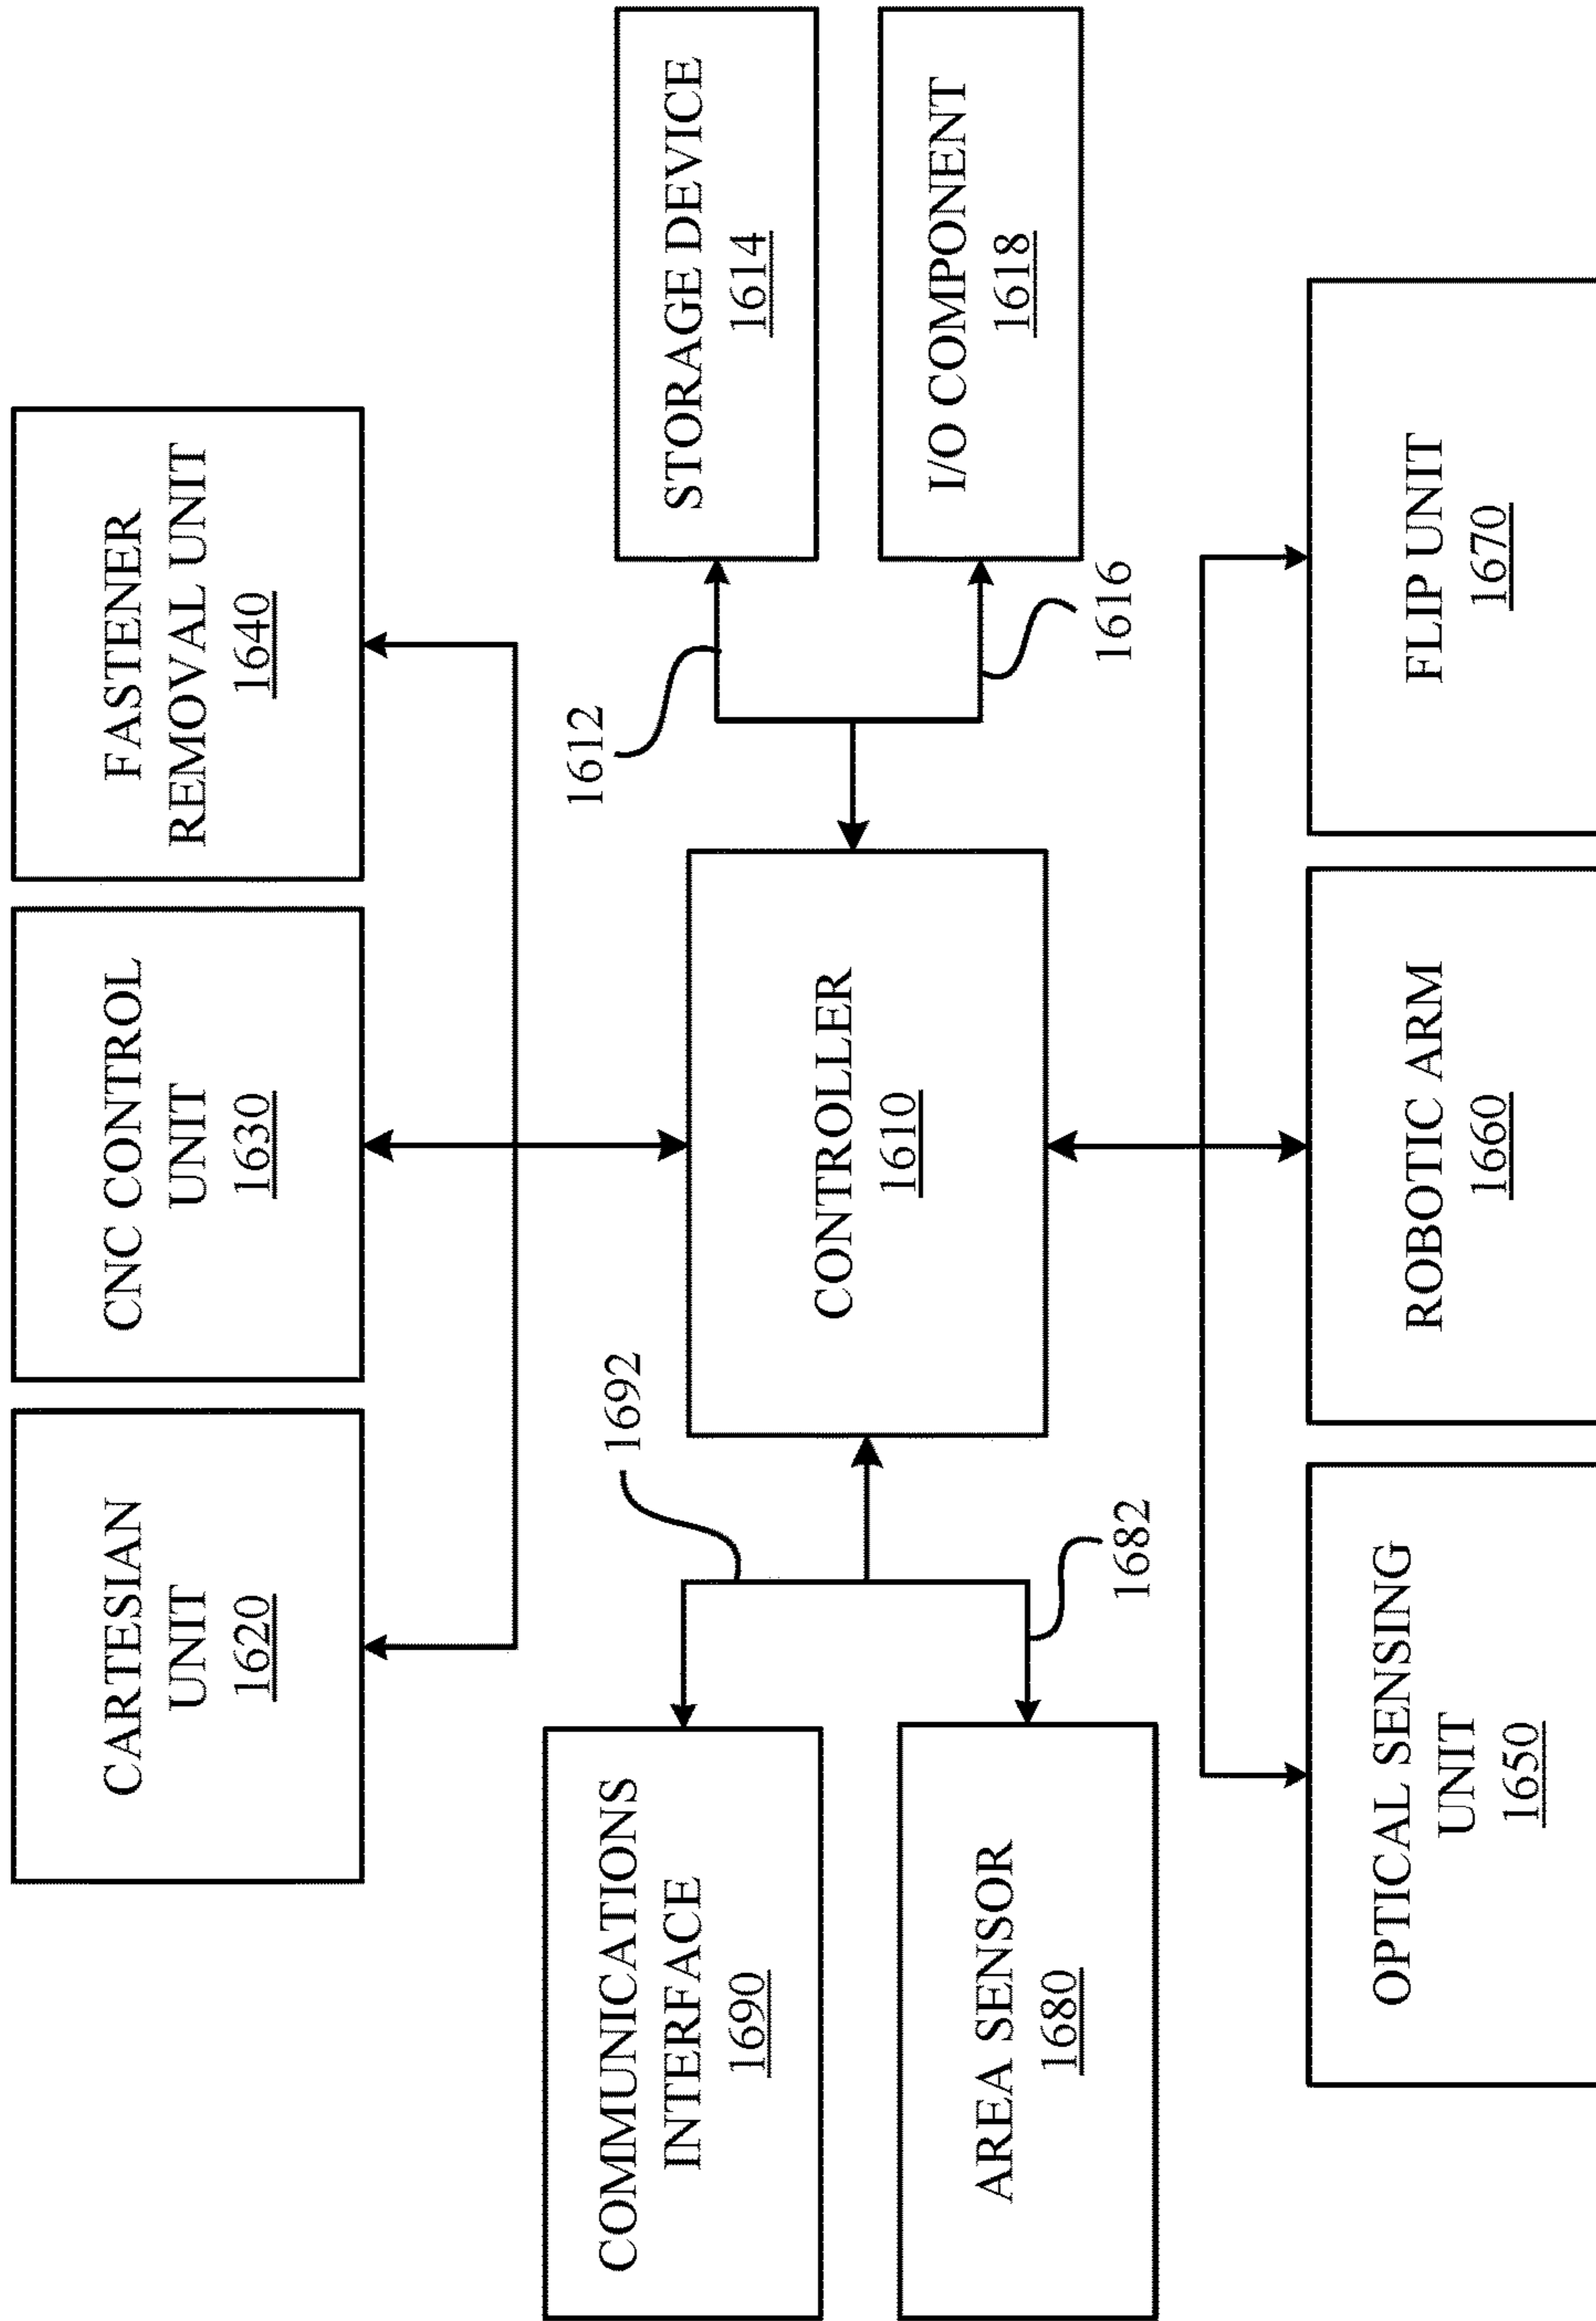 CARTESIAN
UNIT
1620
CNC CONTROL
UNIT
1630
FASTENER
REMOVAL UNIT
1640
COMMUNICATIONS
INTERFACE
1690
1692
CONTROLLER
1610
1612
STORAGE DEVICE
1614
AREA SENSOR
1680
1682
1616
I/O COMPONENT
1618
OPTICAL SENSING
UNIT
1650
ROBOTIC ARM
1660
FLIP UNIT
1670